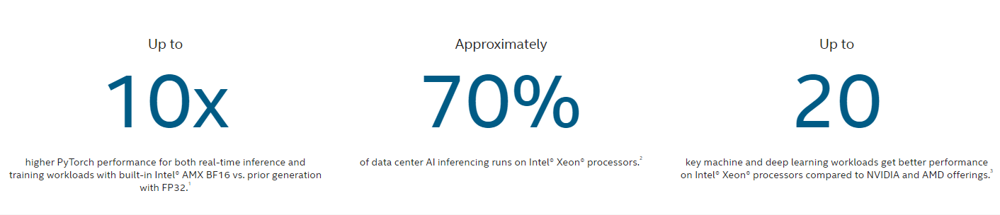 Up to
10x
higher PyTorch performance for both real-time inference and
training workloads with built-in Intel® AMX BF16 vs. prior generation
with FP32.¹
Approximately
70%
of data center AI inferencing runs on Intel® Xeon® processors.²
Up to
20
key machine and deep learning workloads get better performance
on Intel® Xeon® processors compared to NVIDIA and AMD offerings.³